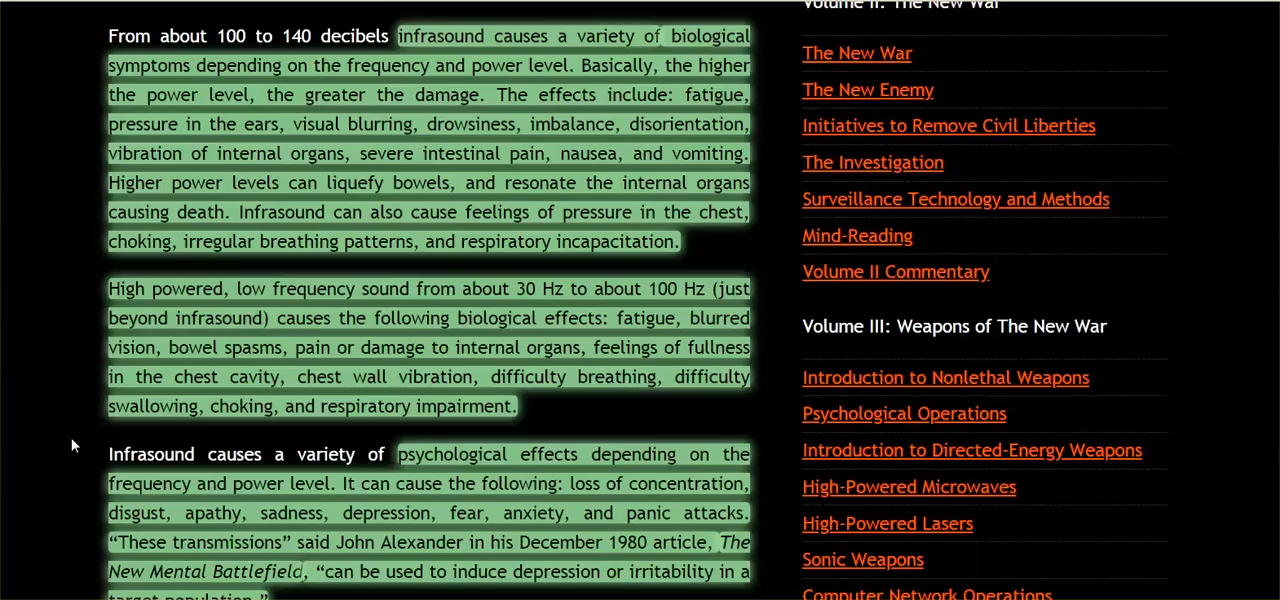 From about 100 to 140 decibels infrasound causes a variety of biological
symptoms depending on the frequency and power level. Basically, the higher
the power level, the greater the damage. The effects include: fatigue,
pressure in the ears, visual blurring, drowsiness, imbalance, disorientation,
vibration of internal organs, severe intestinal pain, nausea, and vomiting.
Higher power levels can liquefy bowels, and resonate the internal organs
causing death. Infrasound can also cause feelings of pressure in the chest,
choking, irregular breathing patterns, and respiratory incapacitation.
High powered, low frequency sound from about 30 Hz to about 100 Hz (just
beyond infrasound) causes the following biological effects: fatigue, blurred
vision, bowel spasms, pain or damage to internal organs, feelings of fullness
in the chest cavity, chest wall vibration, difficulty breathing, difficulty
swallowing, choking, and respiratory impairment.
Infrasound causes a variety of psychological effects depending on the
frequency and power level. It can cause the following: loss of concentration,
disgust, apathy, sadness, depression, fear, anxiety, and panic attacks.
“These transmissions” said John Alexander in his December 1980 article, The
New Mental Battlefield, “can be used to induce depression or irritability in a
target population.”
Volume II: The New War
The New War
The New Enemy
Initiatives to Remove Civil Liberties
The Investigation
Surveillance Technology and Methods
Mind-Reading
Volume II Commentary
Volume III: Weapons of The New War
Introduction to Nonlethal Weapons
Psychological Operations
Introduction to Directed-Energy Weapons
High-Powered Microwaves
High-Powered Lasers
Sonic Weapons
Computer Network Operations